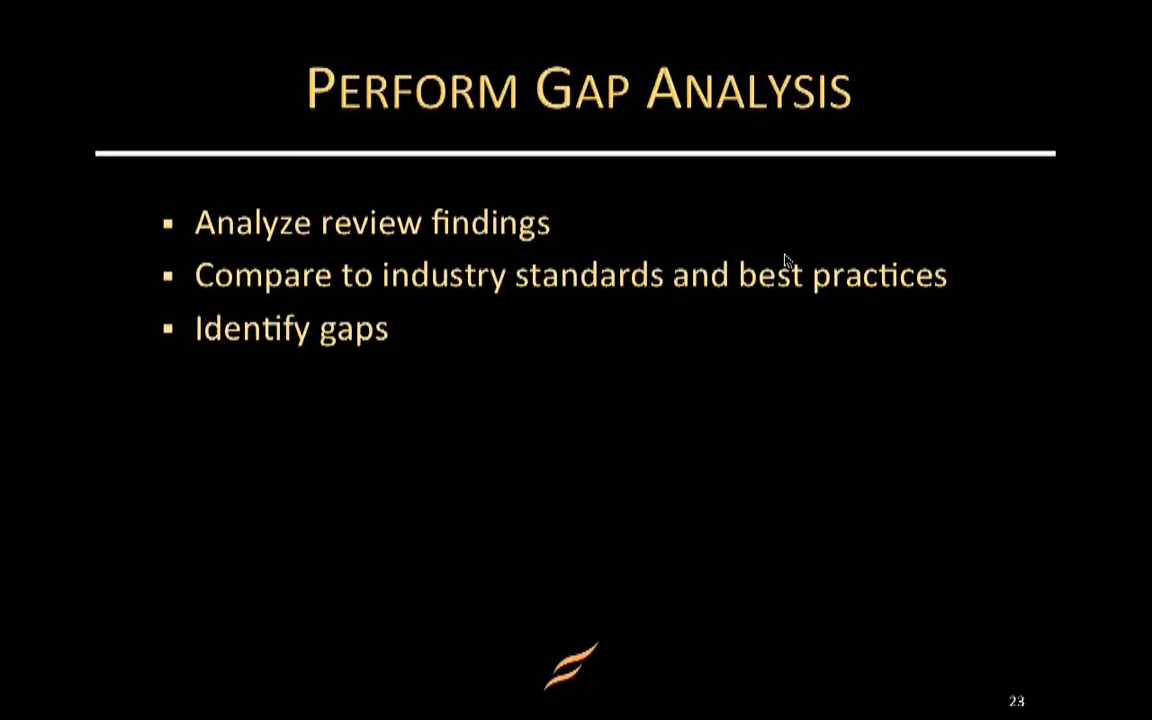 PERFORM GAP ANALYSIS
▪ Analyze review findings
▪ Compare to industry standards and best practices
▪ Identify gaps
23